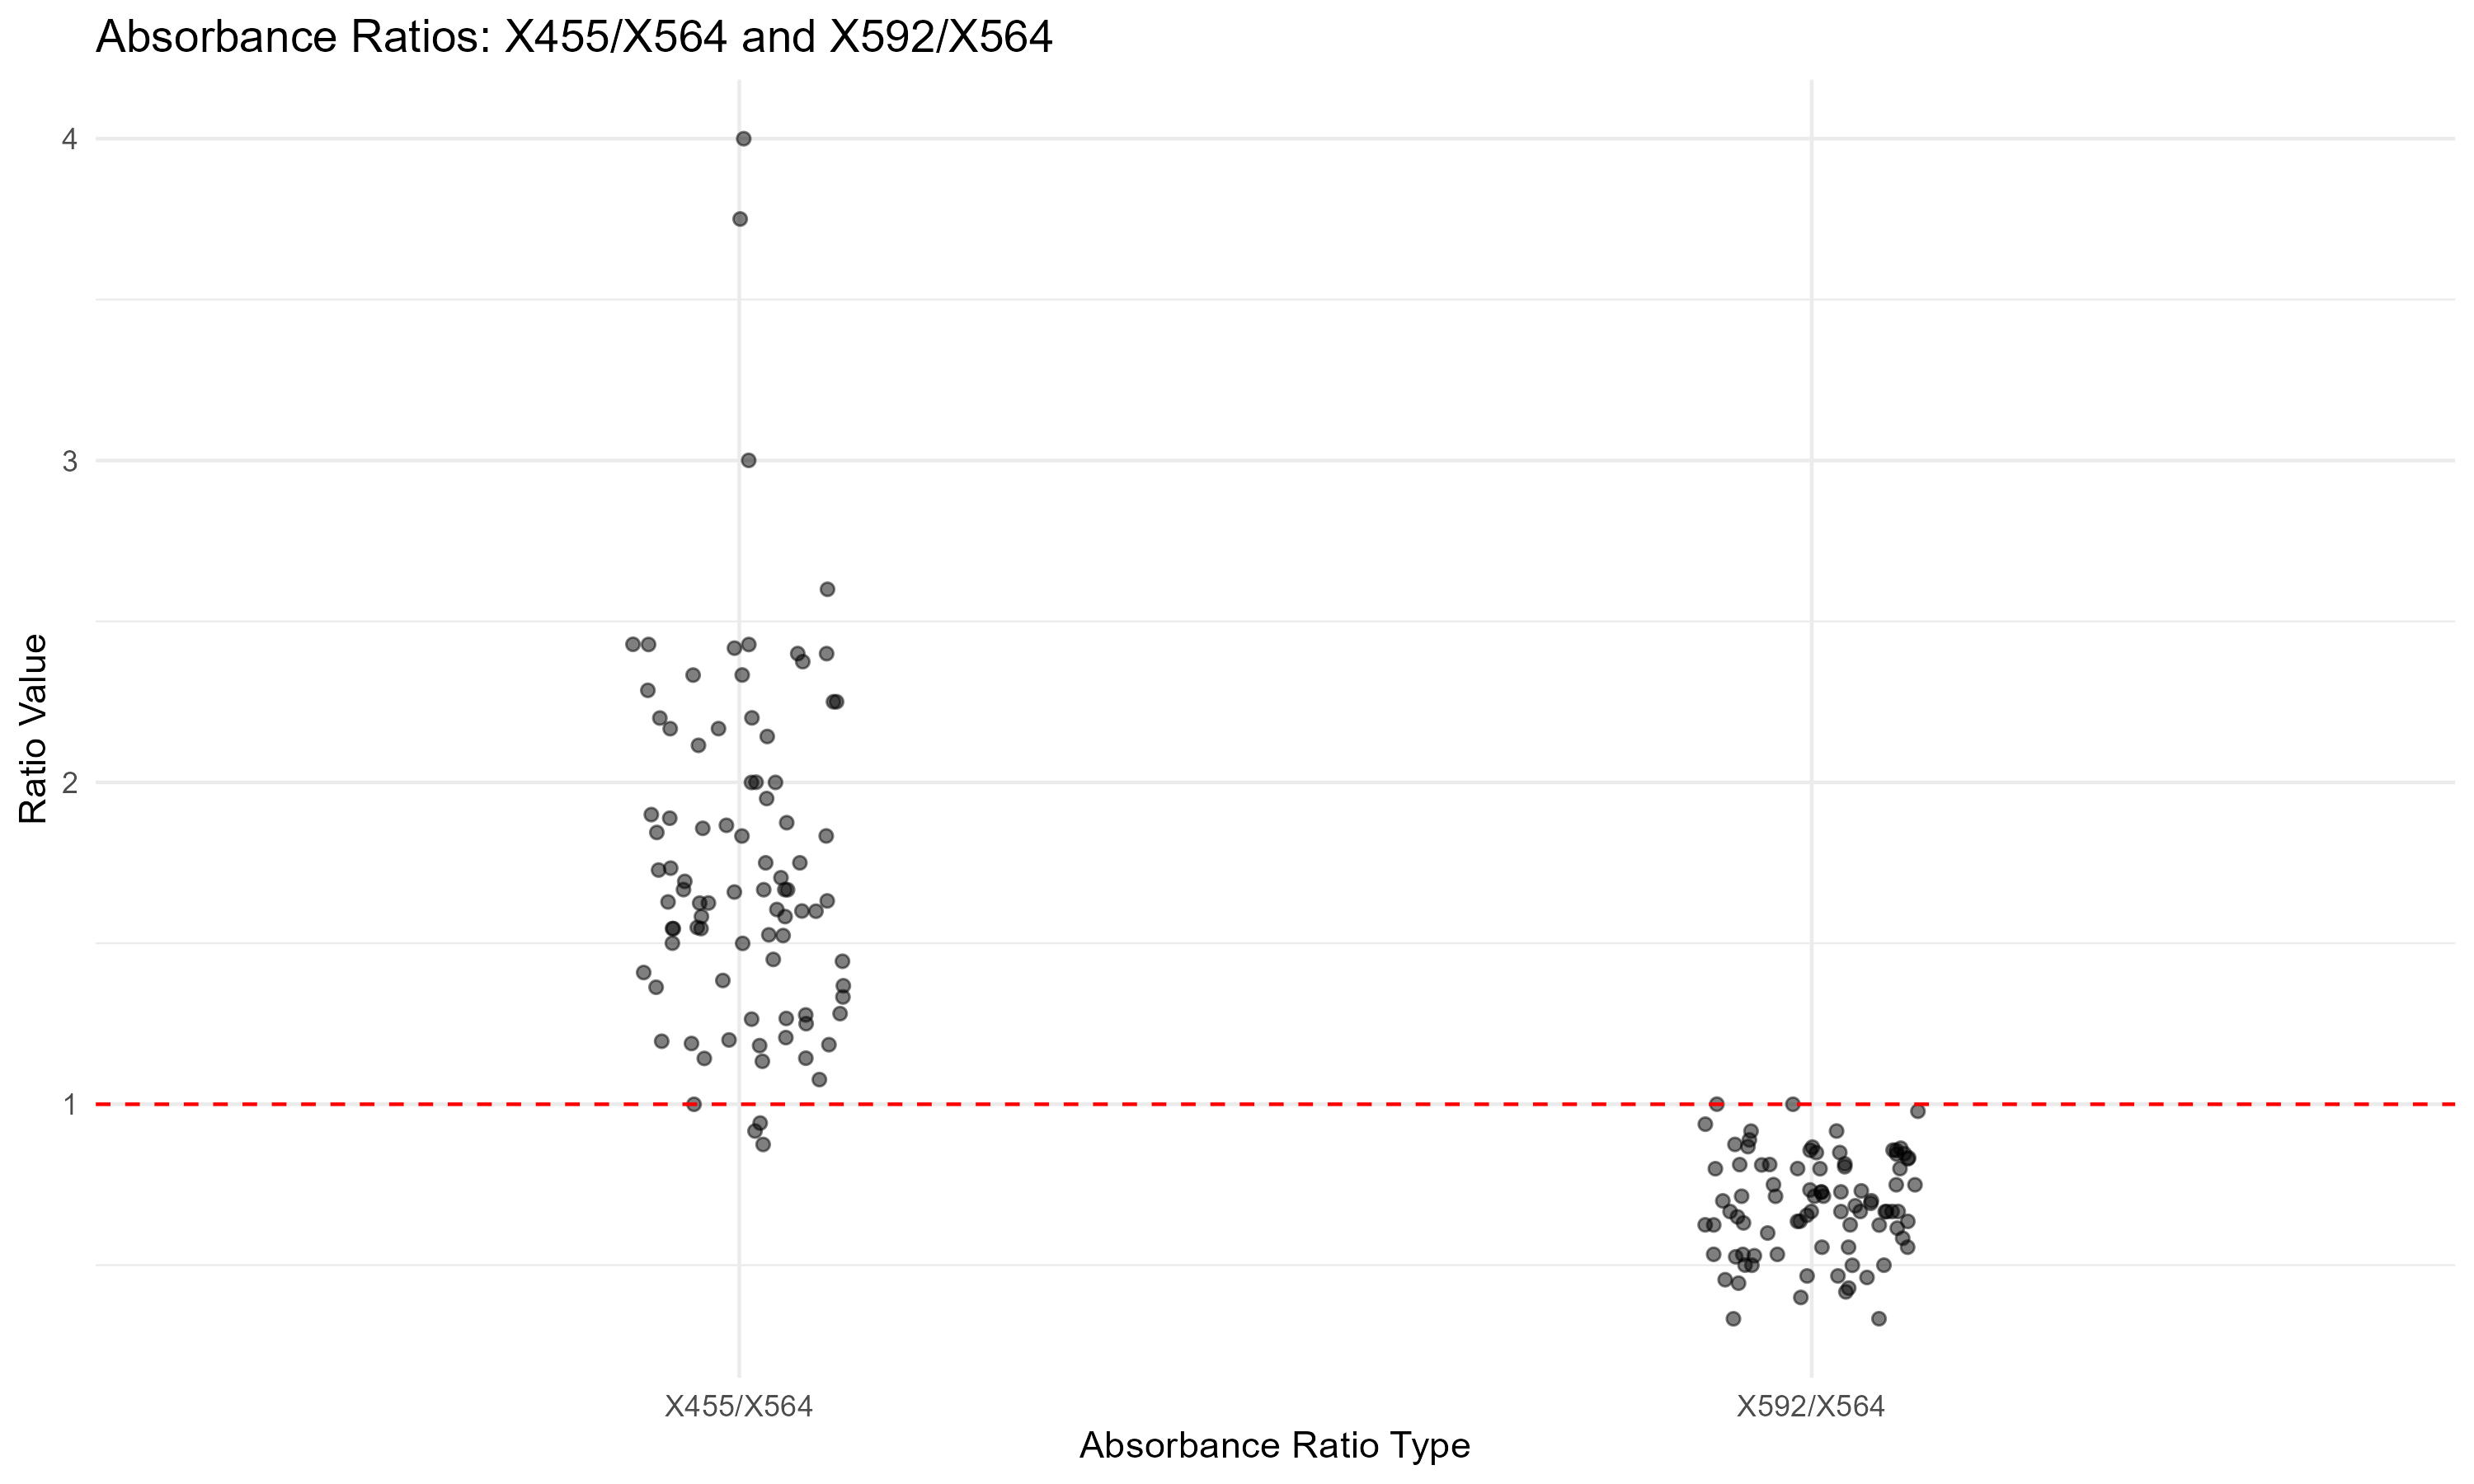 Absorbance Ratios: X455/X564 and X592/X564
Ratio Value
4
3
2
1
X455/X564
X592/X564
Absorbance Ratio Type